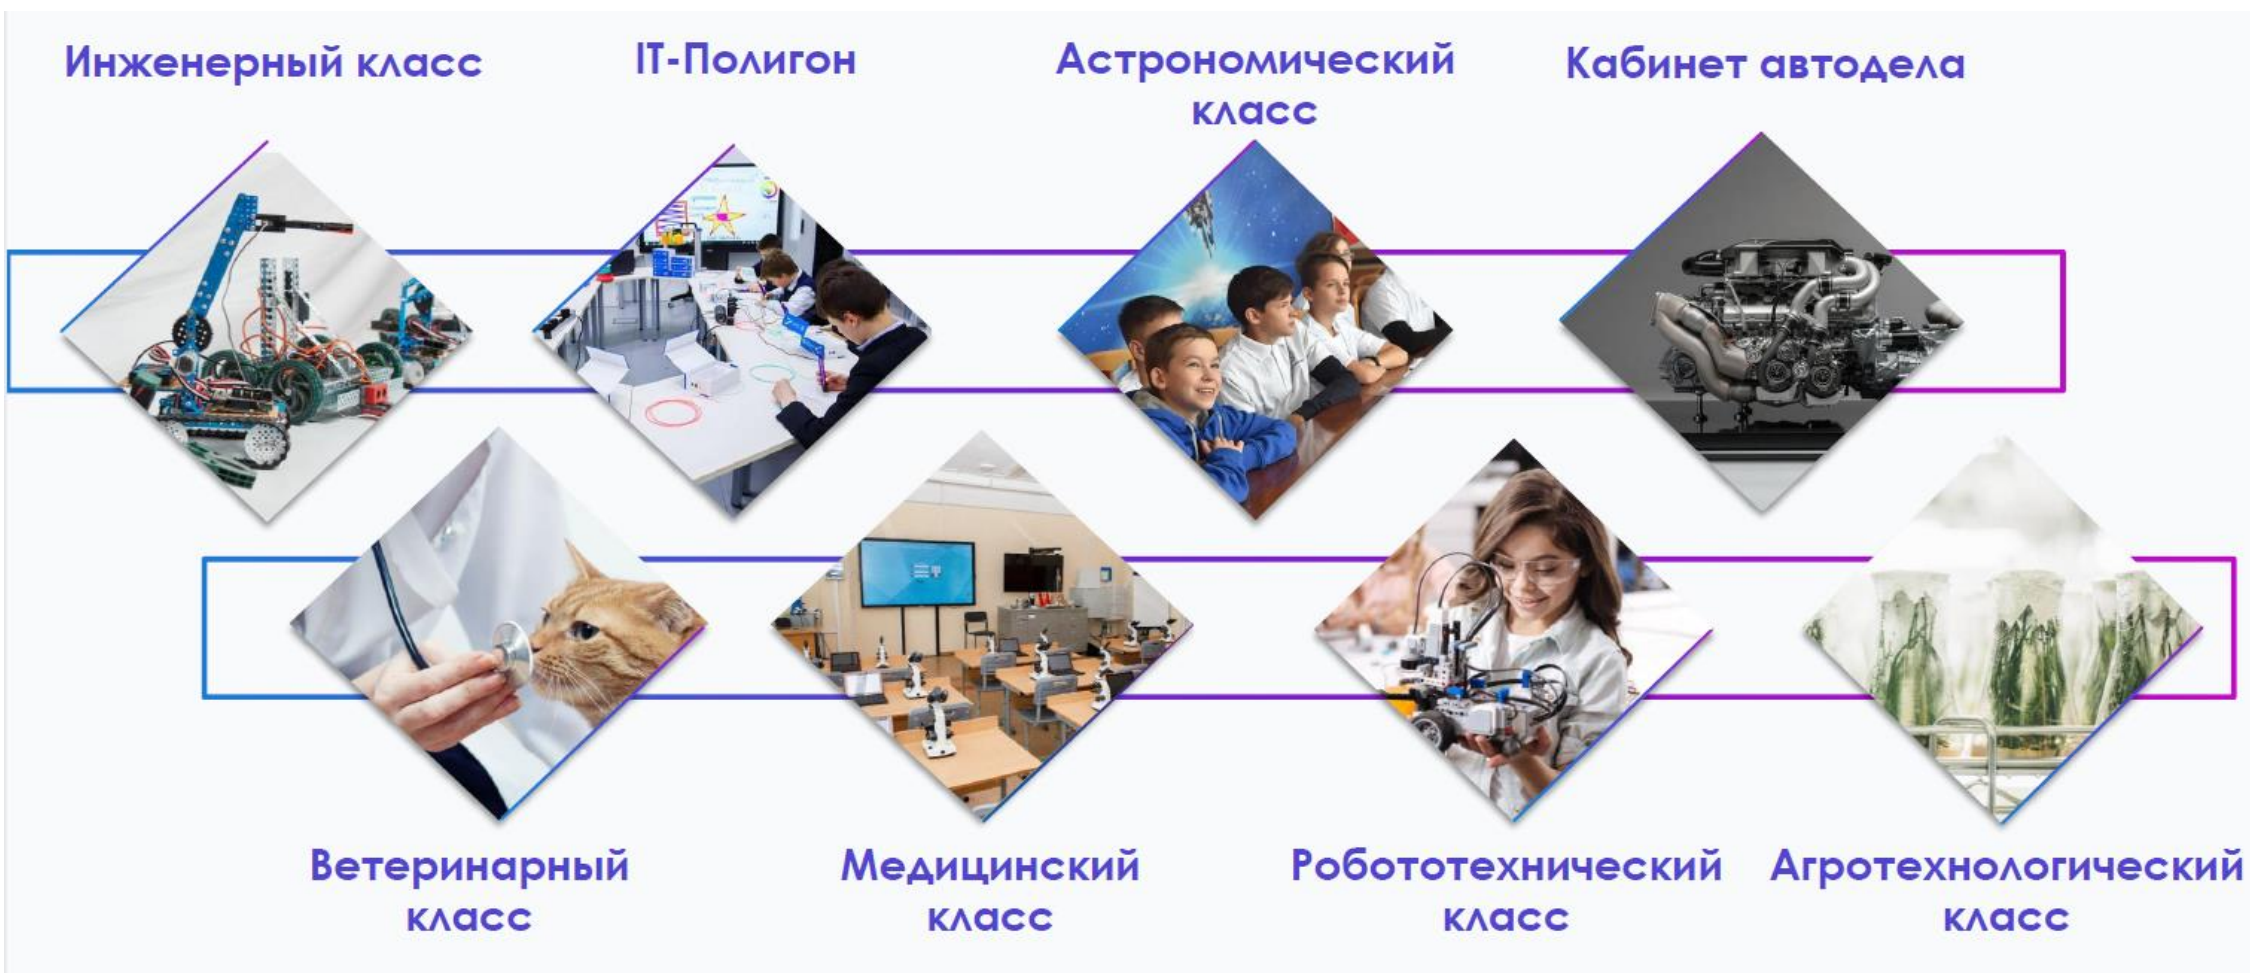 Инженерный класс
IT-Полигон
Астрономический
класс
Кабинет автодела
Ветеринарный
класс
Медицинский
класс
Робототехнический
класс
Агротехнологический
класс